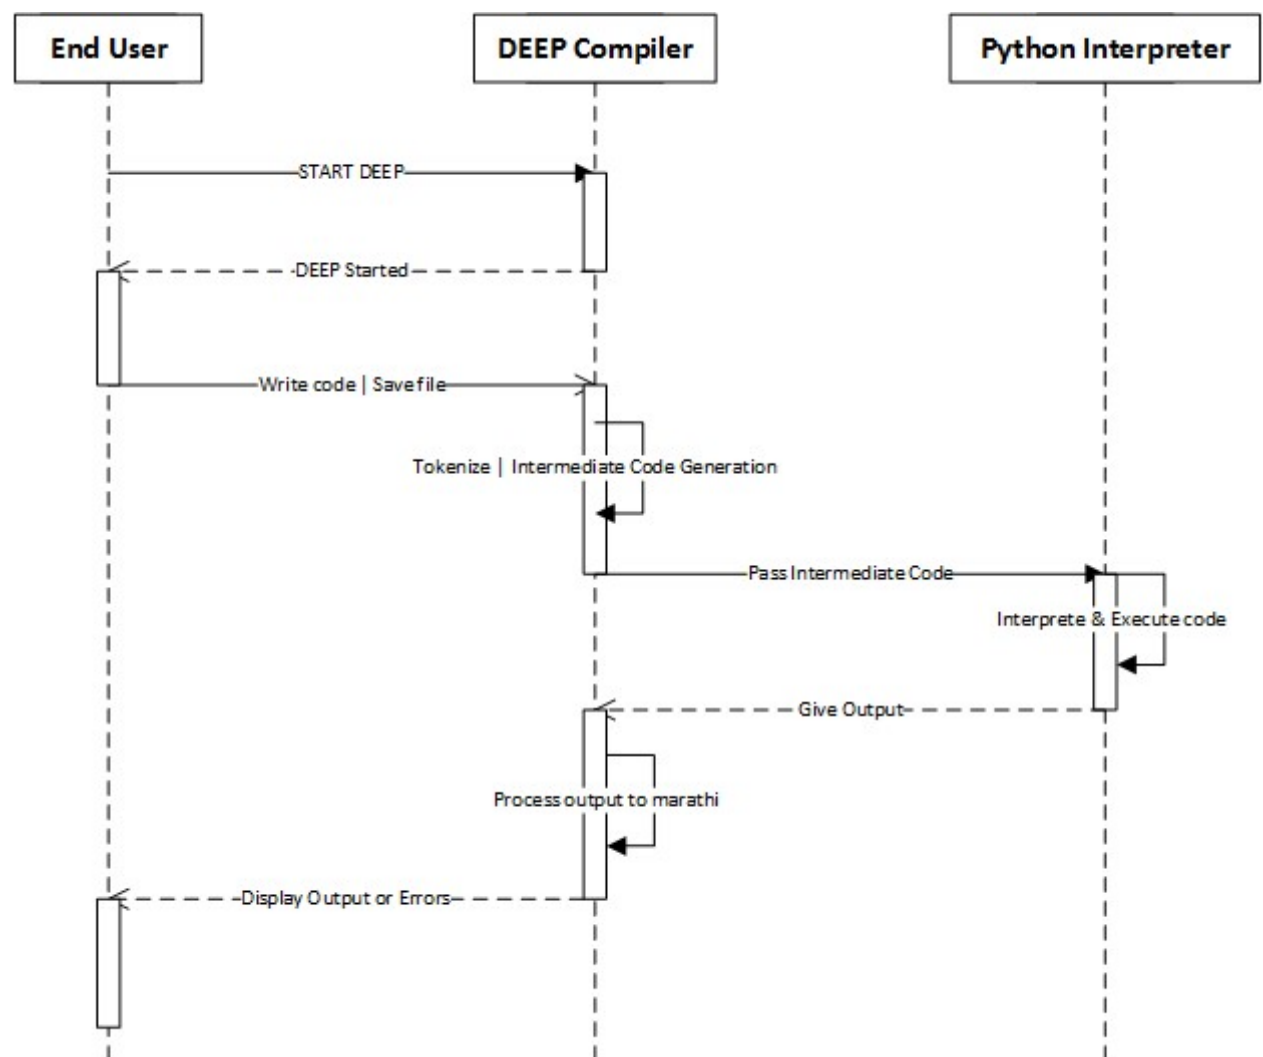 End User
DEEP Compiler
Python Interpreter
START DEEP
DEEP Started
Write code | Save file
Tokenize | Intermediate Code Generation
Pass Intermediate Code
Interprete & Execute code
Give Output
Process output to marathi
Display Output or Errors